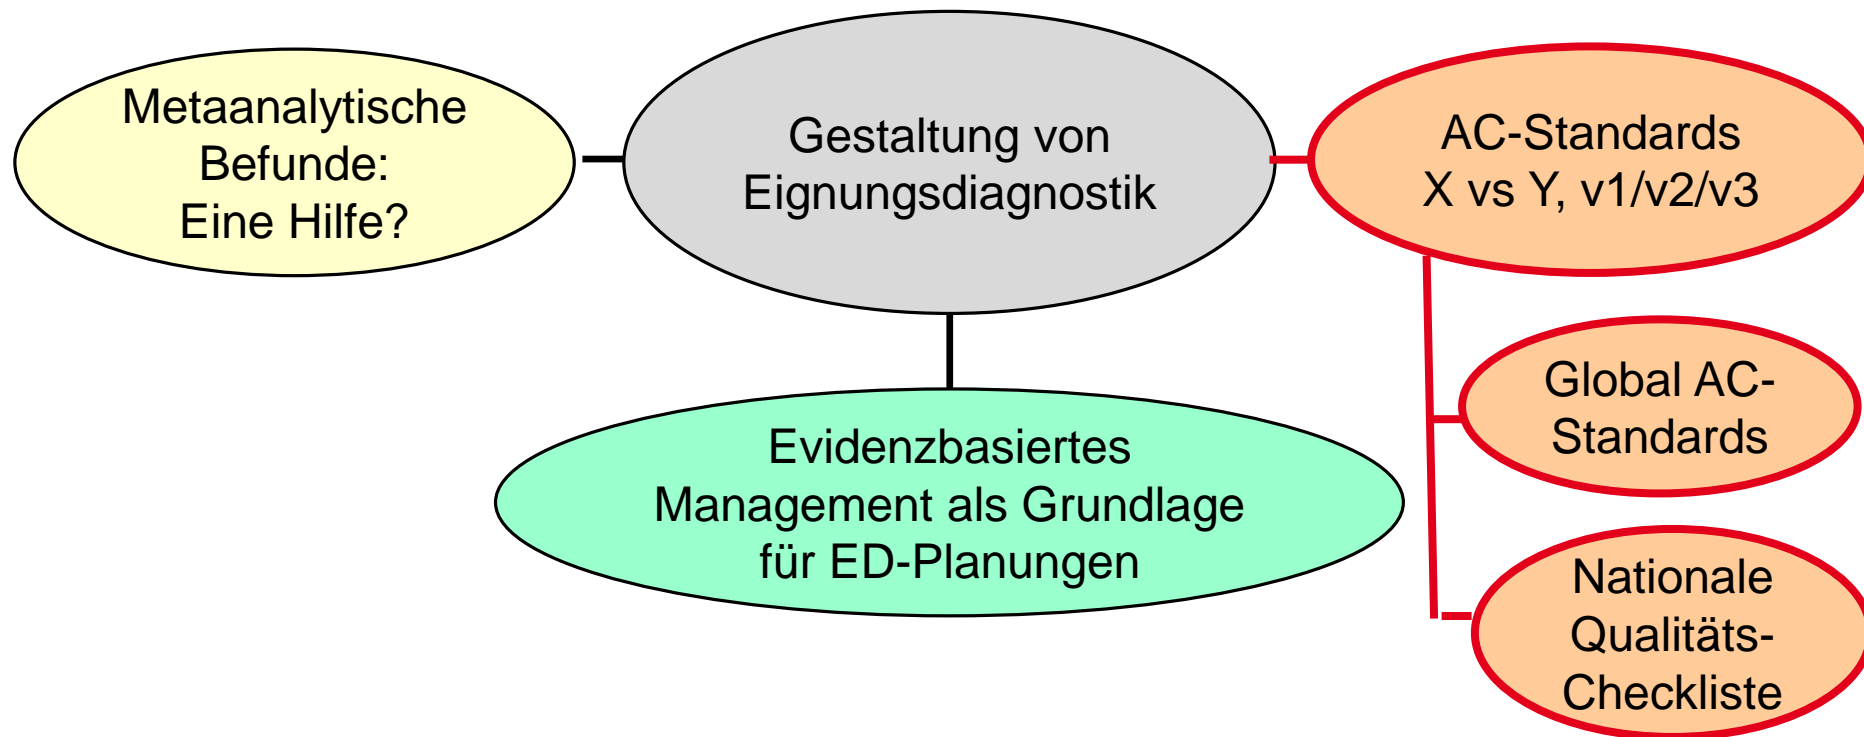 Metaanalytische
Befunde:
Eine Hilfe?
Gestaltung von
Eignungsdiagnostik
AC-Standards
X vs Y, v1/v2/v3
Global AC-
Standards
Evidenzbasiertes
Management als Grundlage
für ED-Planungen
Nationale
Qualitäts-
Checkliste